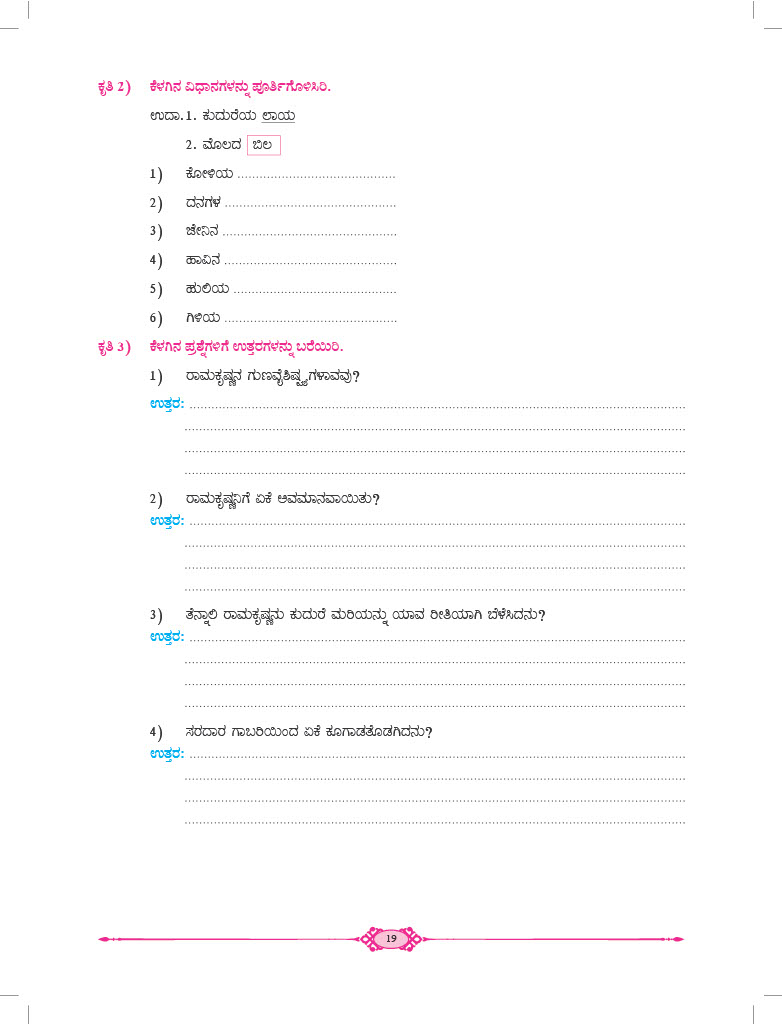 ಕೃತಿ 2) ಕೆಳಗಿನ ವಿಧಾನಗಳನ್ನು ಪೂರ್ತಿಗೊಳಿಸಿರಿ.
ಉದಾ.1. ಕುದುರೆಯ ಲಾಯ
2. ಮೊಲದ ಬಿಲ
1) ಕೋಳಿಯ ...........................................
2) ದನಗಳ ...............................................
3) ಜೇನಿನ ................................................
4) ಹಾವಿನ ...............................................
5) ಹುಲಿಯ .............................................
6) ಗಿಳಿಯ ...............................................
ಕೃತಿ 3) ಕೆಳಗಿನ ಪ್ರಶ್ನೆಗಳಿಗೆ ಉತ್ತರಗಳನ್ನು ಬರೆಯಿರಿ.
1) ರಾಮಕೃಷ್ಣನ ಗುಣವೈಶಿಷ್ಟ್ಯಗಳಾವವು?
ಉತ್ತರ:
2) ರಾಮಕೃಷ್ಣನಿಗೆ ಏಕೆ ಅವಮಾನವಾಯಿತು?
ಉತ್ತರ:
3) ತೆನ್ನಾಲಿ ರಾಮಕೃಷ್ಣನು ಕುದುರೆ ಮರಿಯನ್ನು ಯಾವ ರೀತಿಯಾಗಿ ಬೆಳೆಸಿದನು?
ಉತ್ತರ:
4) ಸರದಾರ ಗಾಬರಿಯಿಂದ ಏಕೆ ಕೂಗಾಡತೊಡಗಿದನು?
ಉತ್ತರ:
19